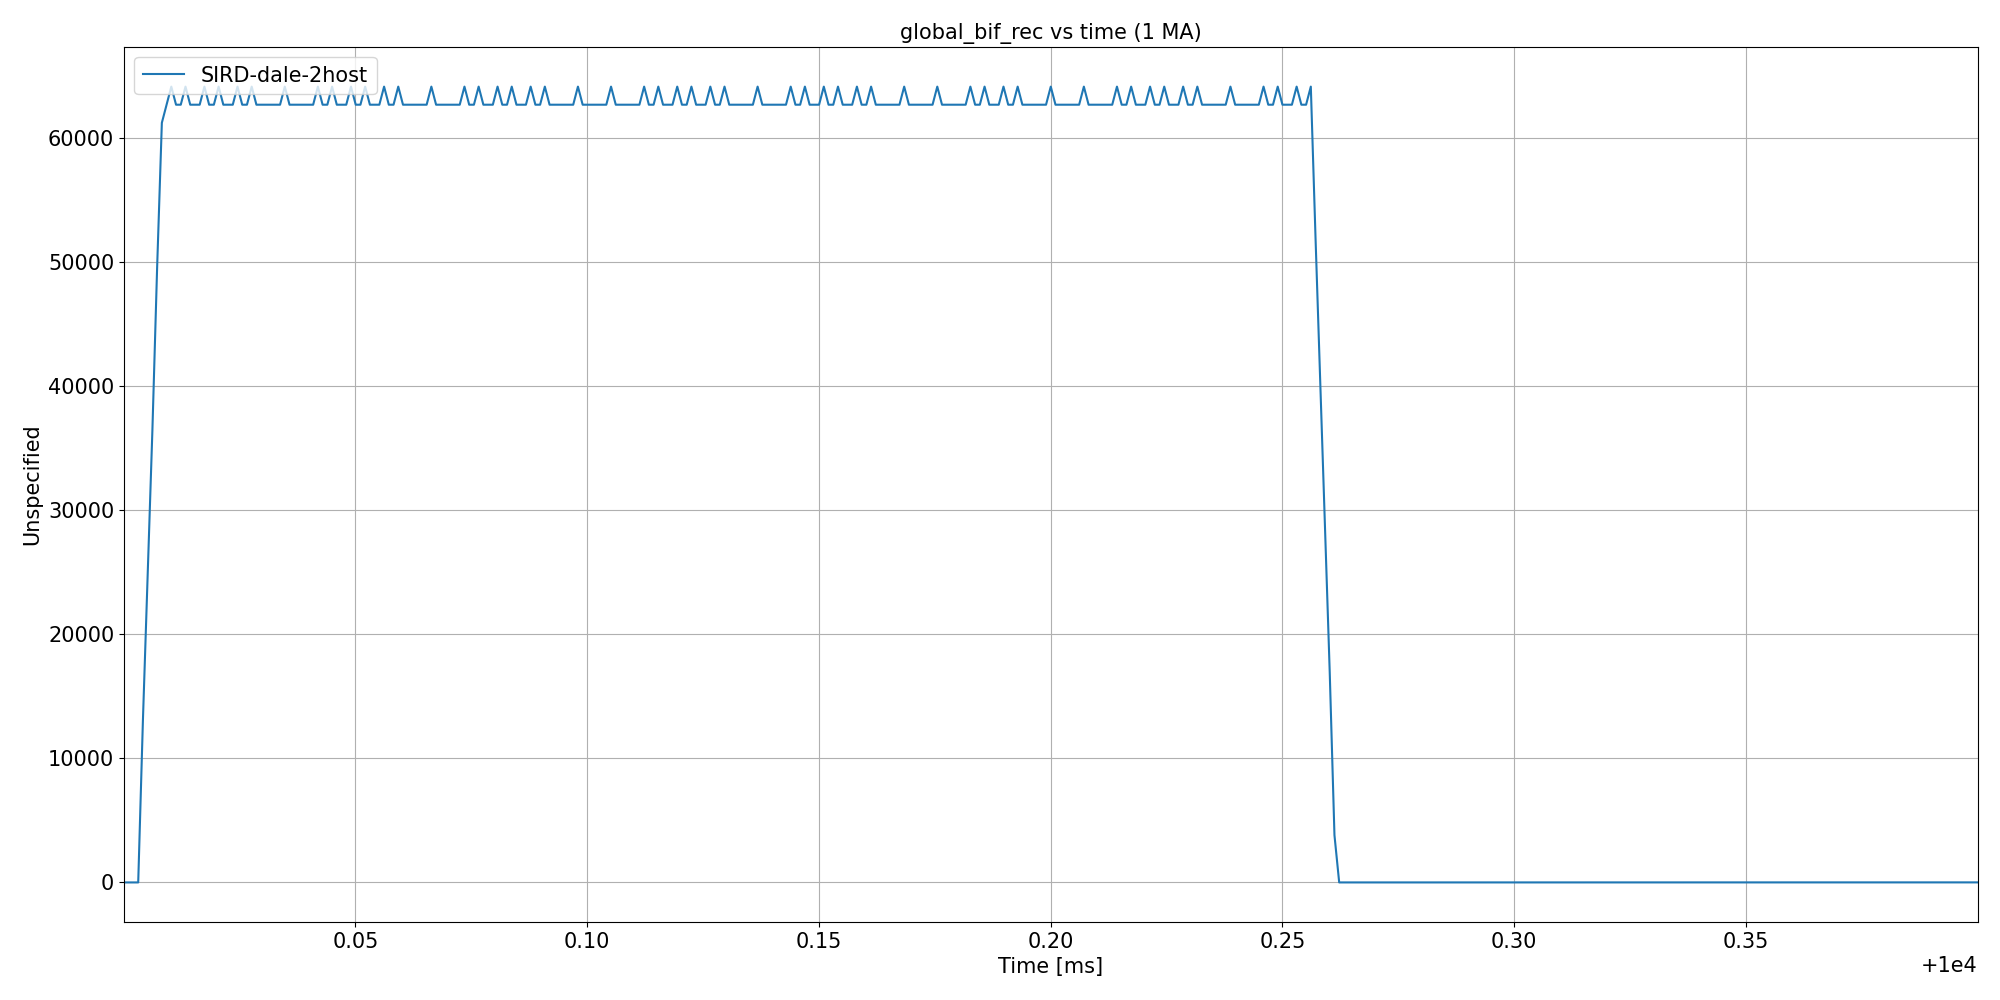 global_bif_rec vs time (1 MA)
SIRD-dale-2host
60000
50000
40000
30000
20000
10000
0
Unspecified
0.05 0.10 0.15 0.20 0.25 0.30 0.35
Time [ms]
+1e4